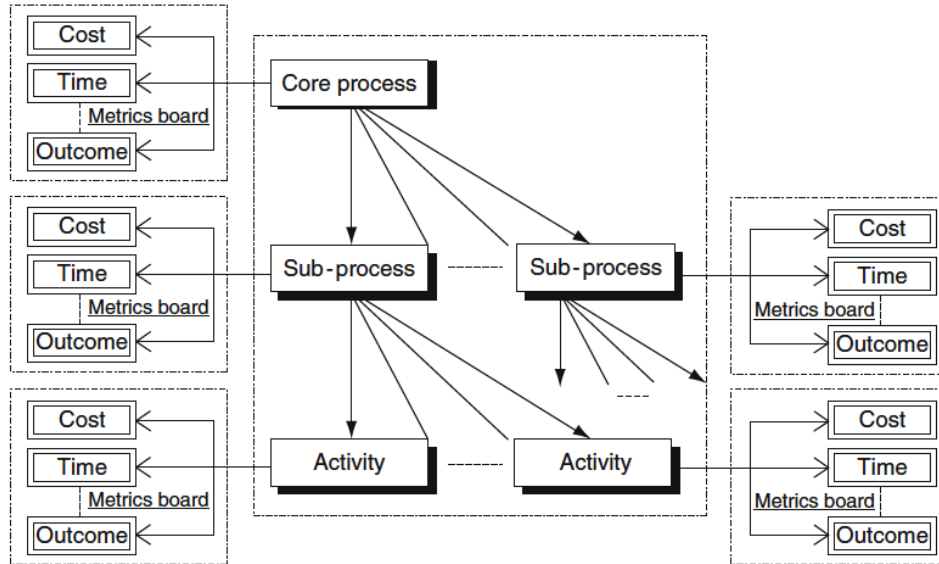 Cost
Time
Metrics board
Outcome
Core process
Cost
Time
Metrics board
Outcome
Sub-process
Sub-process
Cost
Time
Metrics board
Outcome
Cost
Time
Metrics board
Outcome
Activity
Activity
Cost
Time
Metrics board
Outcome